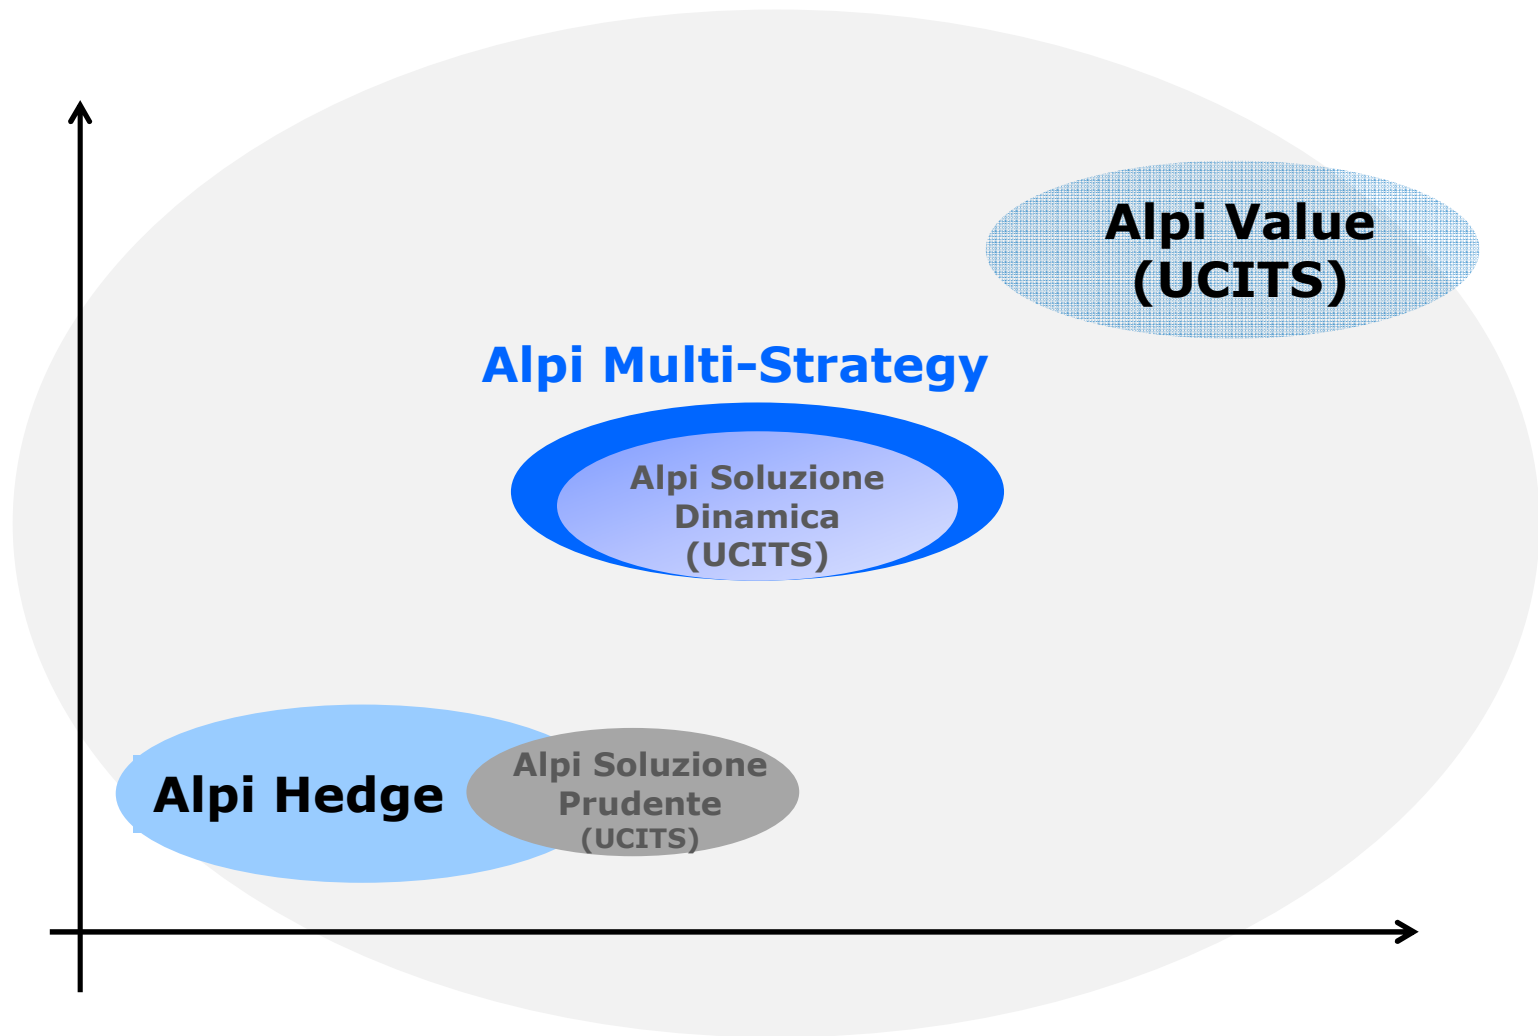 Alpi Value
(UCITS)
Alpi Multi-Strategy
Alpi Soluzione
Dinamica
(UCITS)
Alpi Hedge
Alpi Soluzione
Prudente
(UCITS)